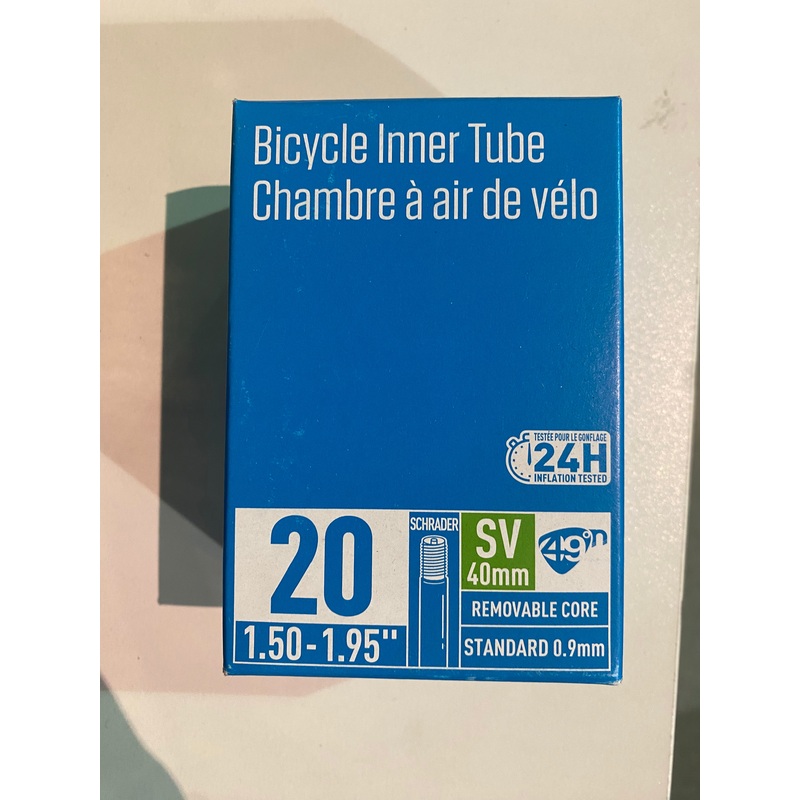 Bicycle Inner Tube
Chambre à air de vélo
TESTÉE POUR LE GONFLAGE
24H
INFLATION TESTED
20
1.50-1.95"
SCHRADER
SV
40mm
49°n
REMOVABLE CORE
STANDARD 0.9mm